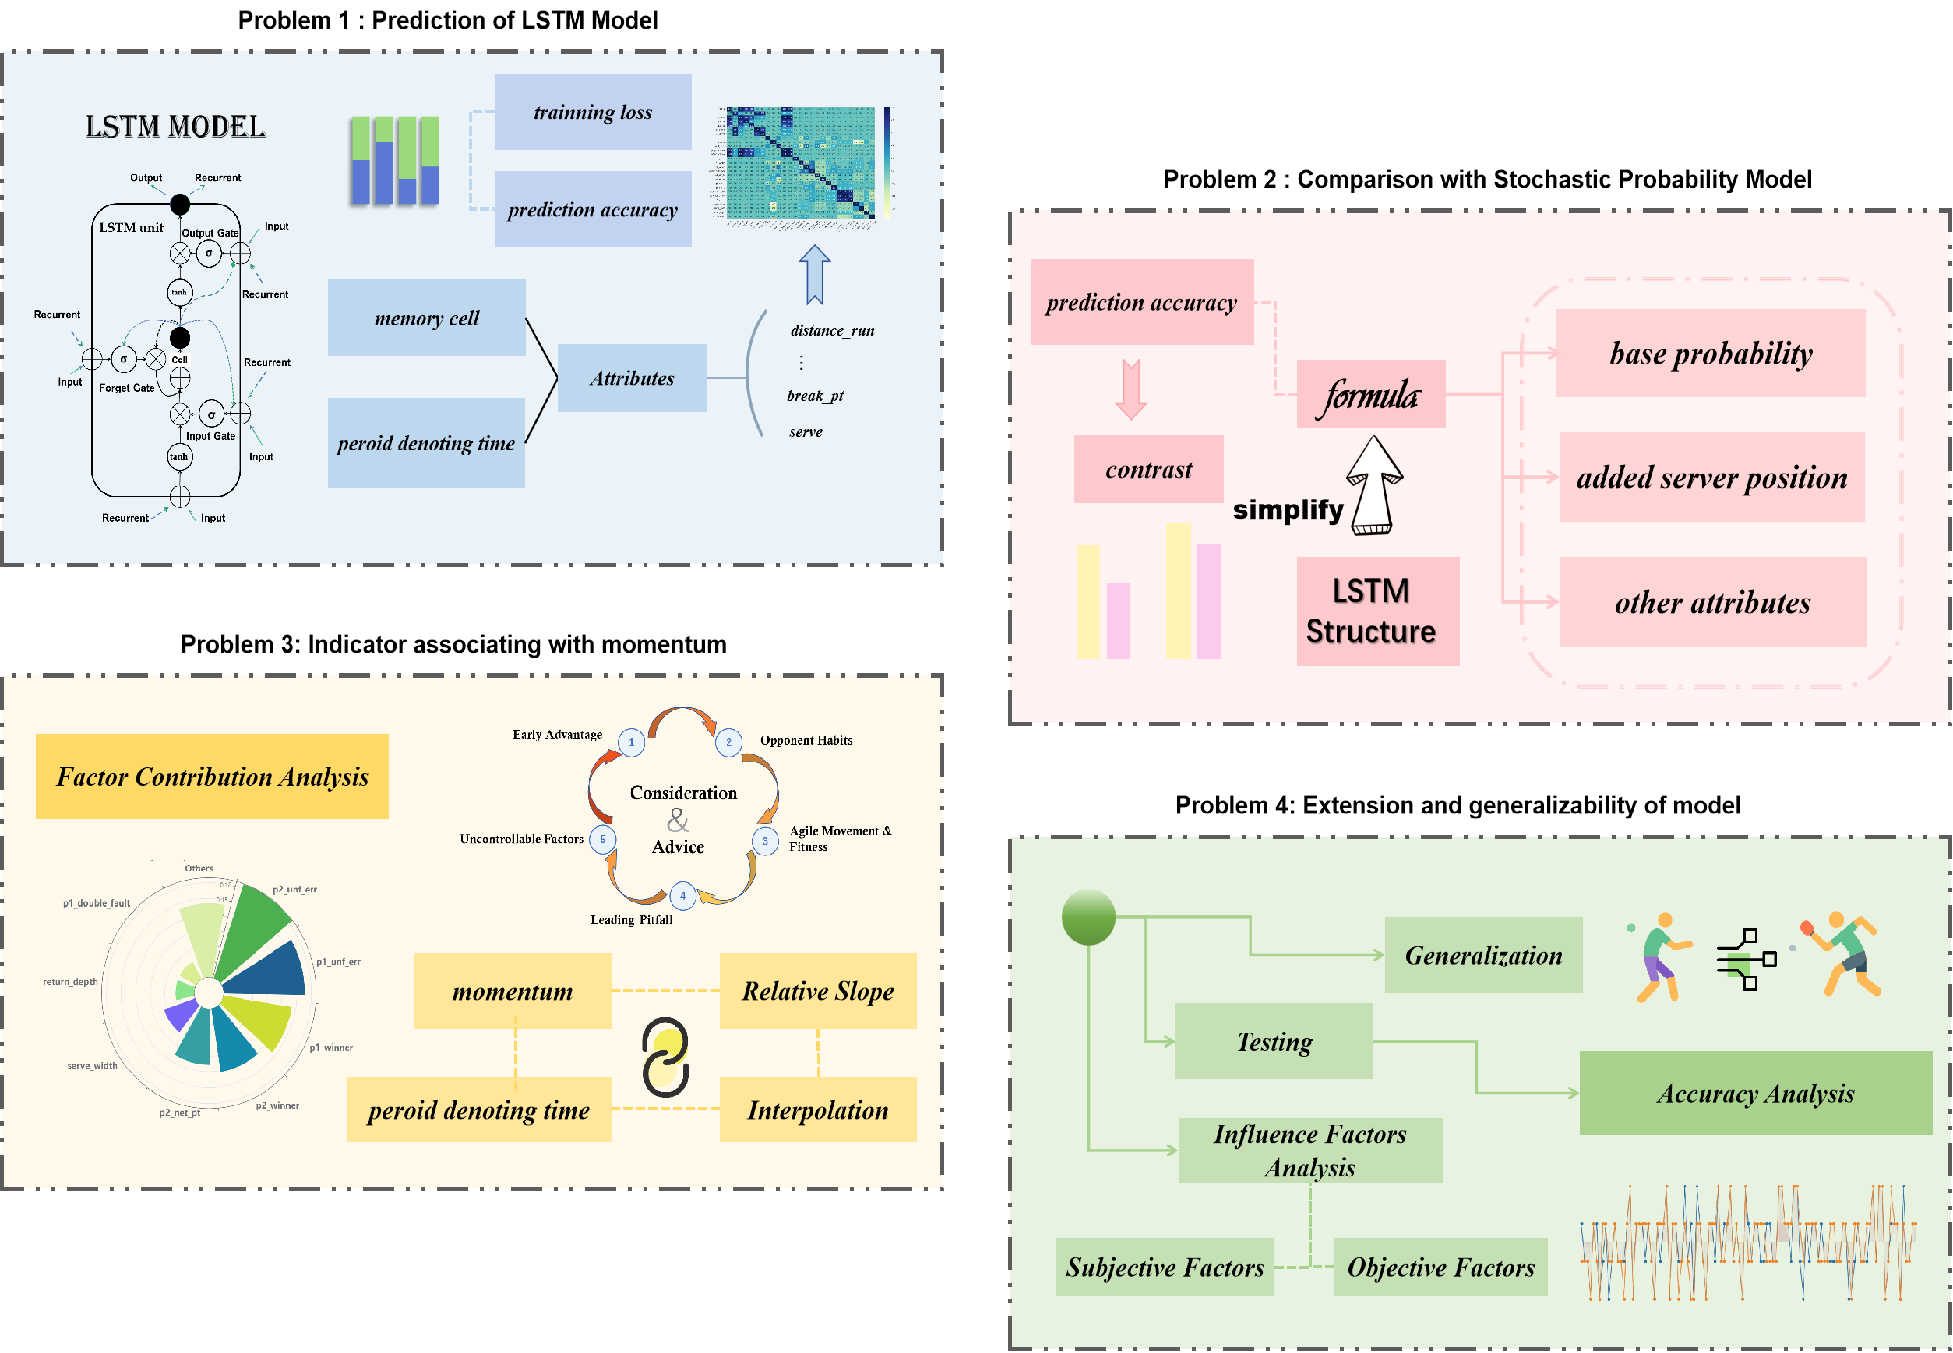 Problem 1 : Prediction of LSTM Model
LSTM MODEL
Output
Recurrent
LSTM unit
Output Gate
Input
σ
tanh
Recurrent
Recurrent
σ
Cell
Recurrent
Input
Forget Gate
σ
Input Gate
Input
tanh
Recurrent
Input
trainning loss
prediction accuracy
memory cell
peroid denoting time
Attributes
distance_run
⋮
break_pt
serve
Problem 2 : Comparison with Stochastic Probability Model
prediction accuracy
contrast
formula
simplify
LSTM
Structure
base probability
added server position
other attributes
Problem 3: Indicator associating with momentum
Factor Contribution Analysis
Early Advantage
1
2
Opponent Habits
Consideration
&
Advice
Uncontrollable Factors
5
3
Agile Movement &
Fitness
4
Leading Pitfall
Others
p2_unf_err
p1_double_fault
p1_unf_err
return_depth
p1_winner
serve_width
p2_winner
p2_net_pt
momentum
Relative Slope
peroid denoting time
Interpolation
Problem 4: Extension and generalizability of model
Generalization
Testing
Accuracy Analysis
Influence Factors
Analysis
Subjective Factors
Objective Factors